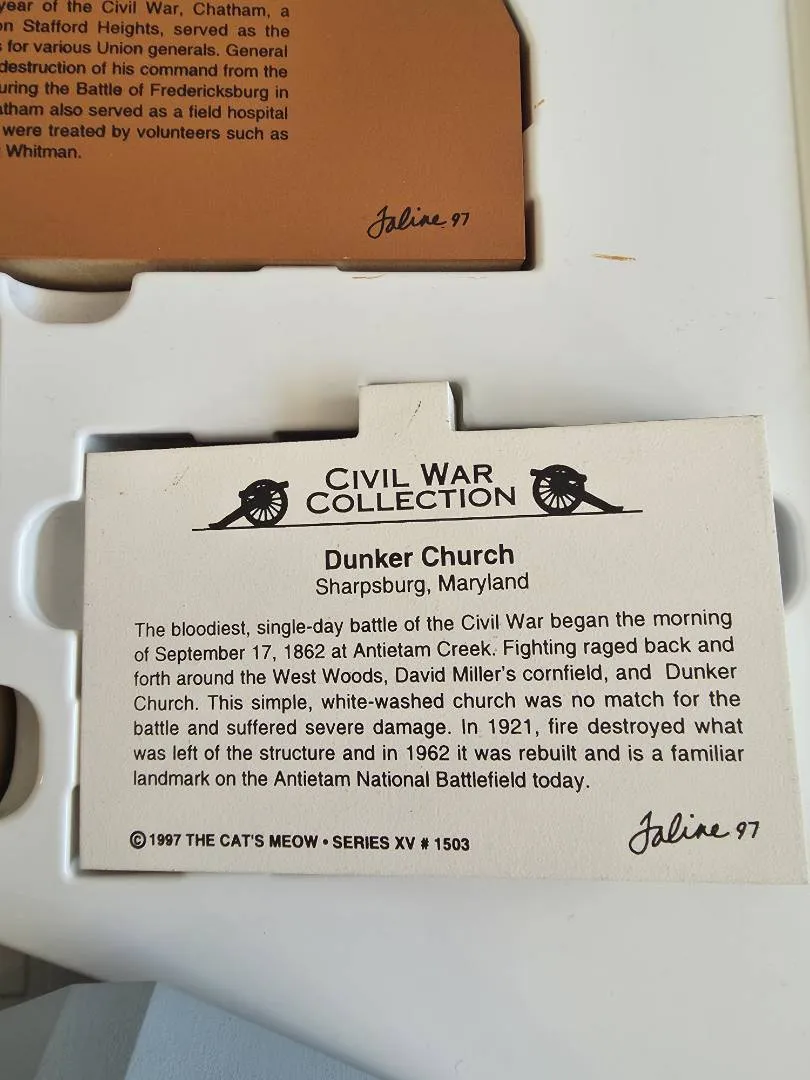 year of the Civil War, Chatham, a
on Stafford Heights, served as the
s for various Union generals. General
destruction of his command from the
uring the Battle of Fredericksburg in
atham also served as a field hospital
were treated by volunteers such as
Whitman.
Faline 97
CIVIL WAR
COLLECTION
Dunker Church
Sharpsburg, Maryland
The bloodiest, single-day battle of the Civil War began the morning
of September 17, 1862 at Antietam Creek. Fighting raged back and
forth around the West Woods, David Miller's cornfield, and Dunker
Church. This simple, white-washed church was no match for the
battle and suffered severe damage. In 1921, fire destroyed what
was left of the structure and in 1962 it was rebuilt and is a familiar
landmark on the Antietam National Battlefield today.
© 1997 THE CAT'S MEOW • SERIES XV # 1503
Faline 97